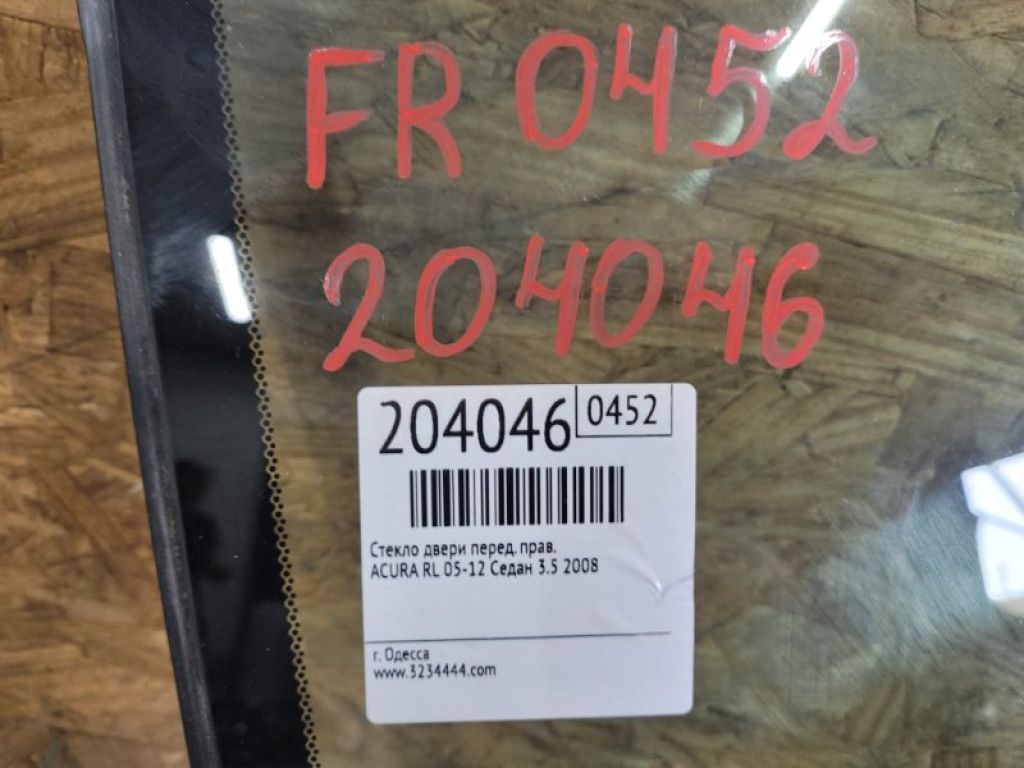 FR 0452
204046
204046 0452
Стекло двери перед. прав.
ACURA RL 05-12 Седан 3.5 2008
г. Одесса
www.3234444.com